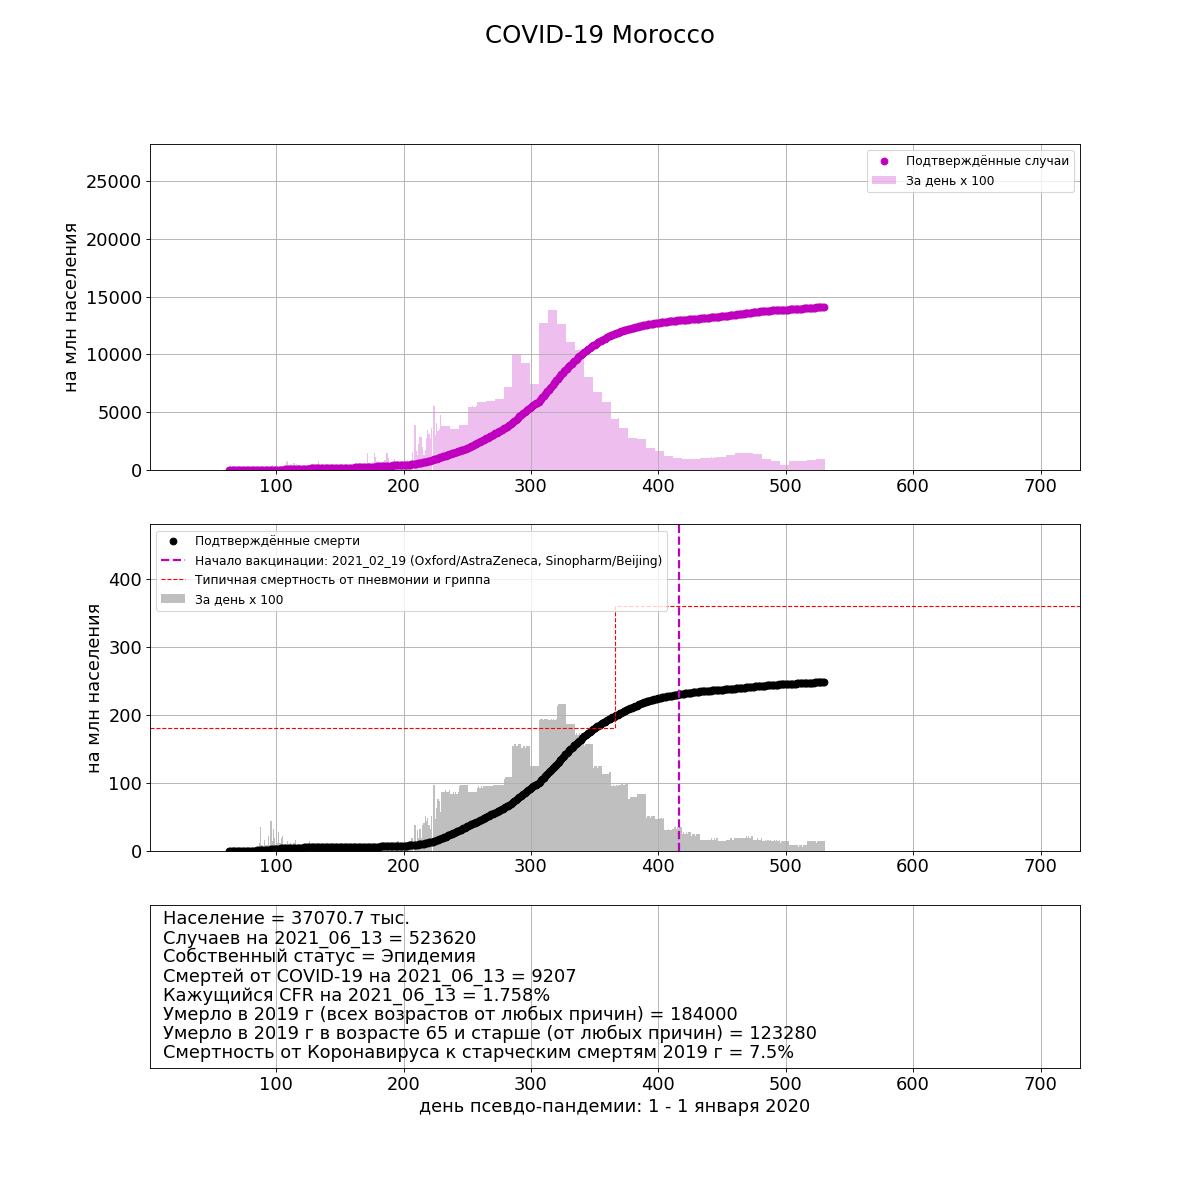 COVID-19 Morocco
25000
20000
15000
10000
5000
0
на млн населения
Подтверждённые случаи
За день x 100
100 200 300 400 500 600 700
400
300
200
100
0
на млн населения
Подтверждённые смерти
Начало вакцинации: 2021_02_19 (Oxford/AstraZeneca, Sinopharm/Beijing)
Типичная смертность от пневмонии и гриппа
За день x 100
100 200 300 400 500 600 700
Население = 37070.7 тыс.
Случаев на 2021_06_13 = 523620
Собственный статус = Эпидемия
Смертей от COVID-19 на 2021_06_13 = 9207
Кажущийся CFR на 2021_06_13 = 1.758%
Умерло в 2019 г (всех возрастов от любых причин) = 184000
Умерло в 2019 г в возрасте 65 и старше (от любых причин) = 123280
Смертность от Коронавируса к старческим смертям 2019 г = 7.5%
100 200 300 400 500 600 700
день псевдо-пандемии: 1 - 1 января 2020